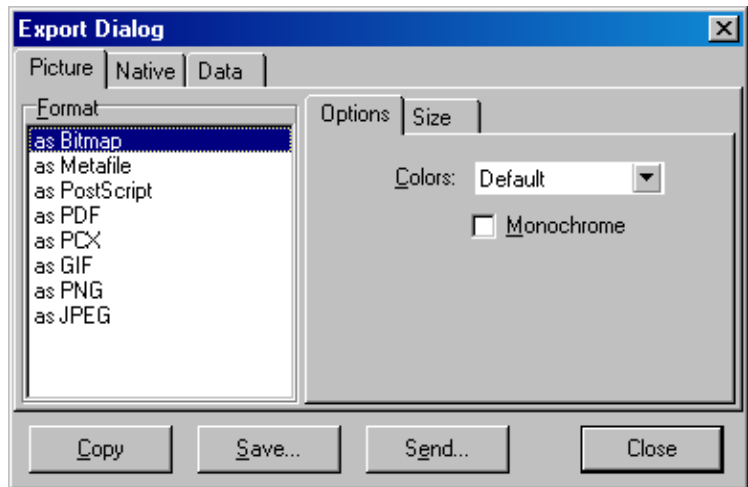 Export Dialog
Picture Native Data
Format
as Bitmap
as Metafile
as PostScript
as PDF
as PCX
as GIF
as PNG
as JPEG
Options Size
Colors: Default
Monochrome
Copy Save... Send... Close